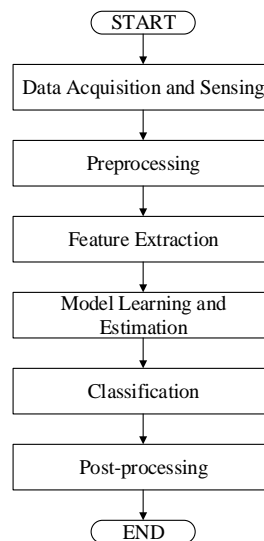 START
Data Acquisition and Sensing
Preprocessing
Feature Extraction
Model Learning and
Estimation
Classification
Post-processing
END